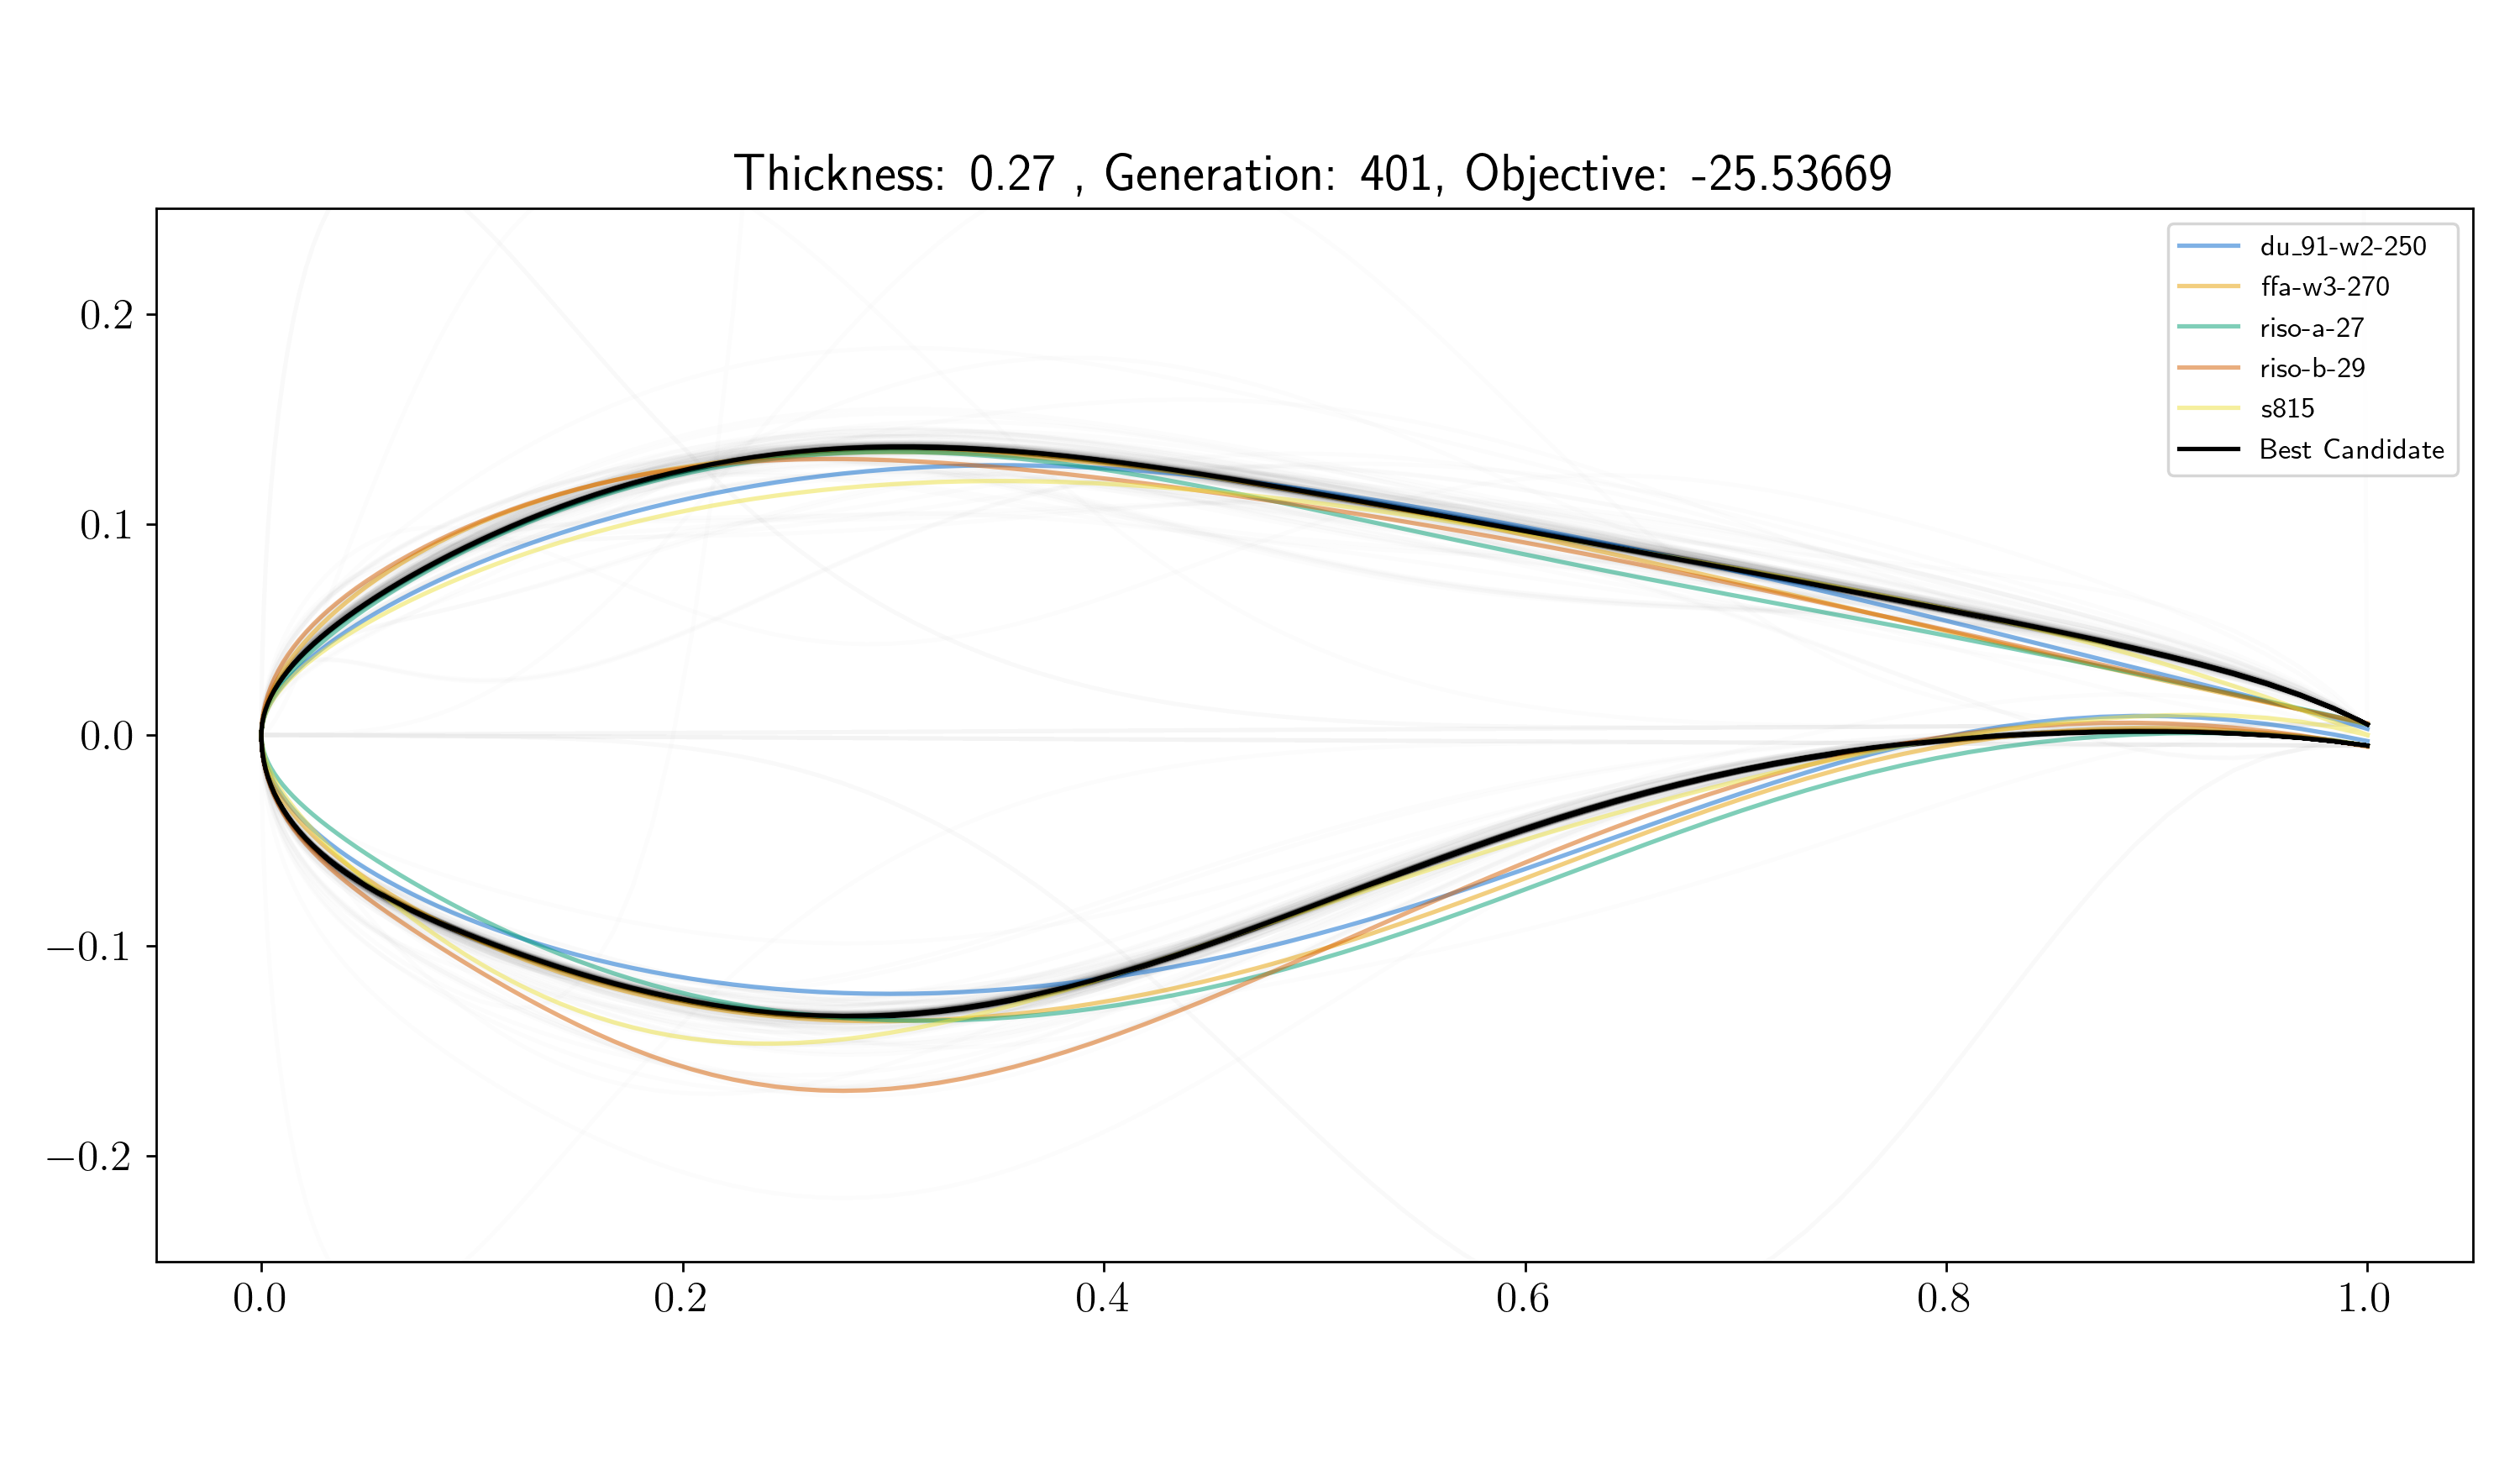 Thickness: 0.27 , Generation: 401, Objective: -25.53669
du_91-w2-250
ffa-w3-270
riso-a-27
riso-b-29
s815
Best Candidate
0.2
0.1
0.0
−0.1
−0.2
0.0 0.2 0.4 0.6 0.8 1.0